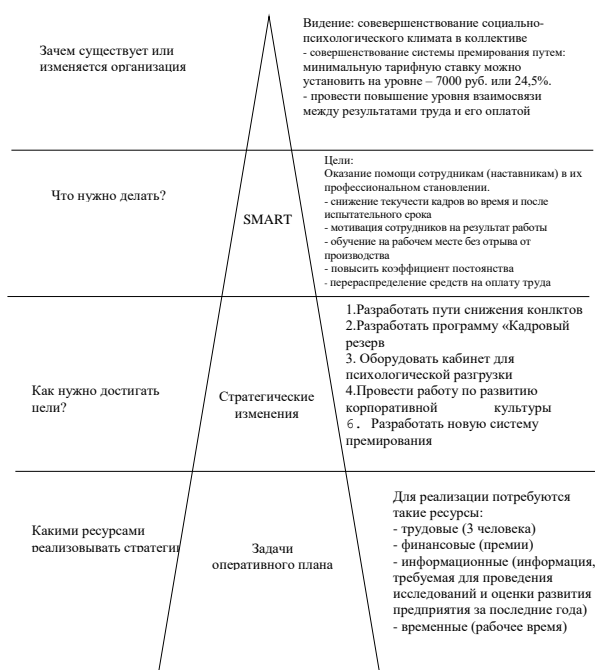 Зачем существует или
изменяется организация
Видение: совевершенствование социально-
психологического климата в коллективе
- совершенствование системы премирования путем:
минимальную тарифную ставку можно
установить на уровне – 7000 руб. или 24,5%.
- провести повышение уровня взаимосвязи
между результатами труда и его оплатой
Что нужно делать?
SMART
Цели:
Оказание помощи сотрудникам (наставникам) в их
профессиональном становлении.
- снижение текучести кадров во время и после
испытательного срока
- мотивация сотрудников на результат работы
- обучение на рабочем месте без отрыва от
производства
- повысить коэффициент постоянства
- перераспределение средств на оплату труда
Как нужно достигать
цели?
Стратегические
изменения
1.Разработать пути снижения конлктов
2.Разработать программу «Кадровый
резерв
3. Оборудовать кабинет для
психологической разгрузки
4.Провести работу по развитию
корпоративной культуры
6. Разработать новую систему
премирования
Какими ресурсами
реализовывать стратеги
Задачи
оперативного плана
Для реализации потребуются
такие ресурсы:
- трудовые (3 человека)
- финансовые (премии)
- информационные (информация,
требуемая для проведения
исследований и оценки развития
предприятия за последние года)
- временные (рабочее время)